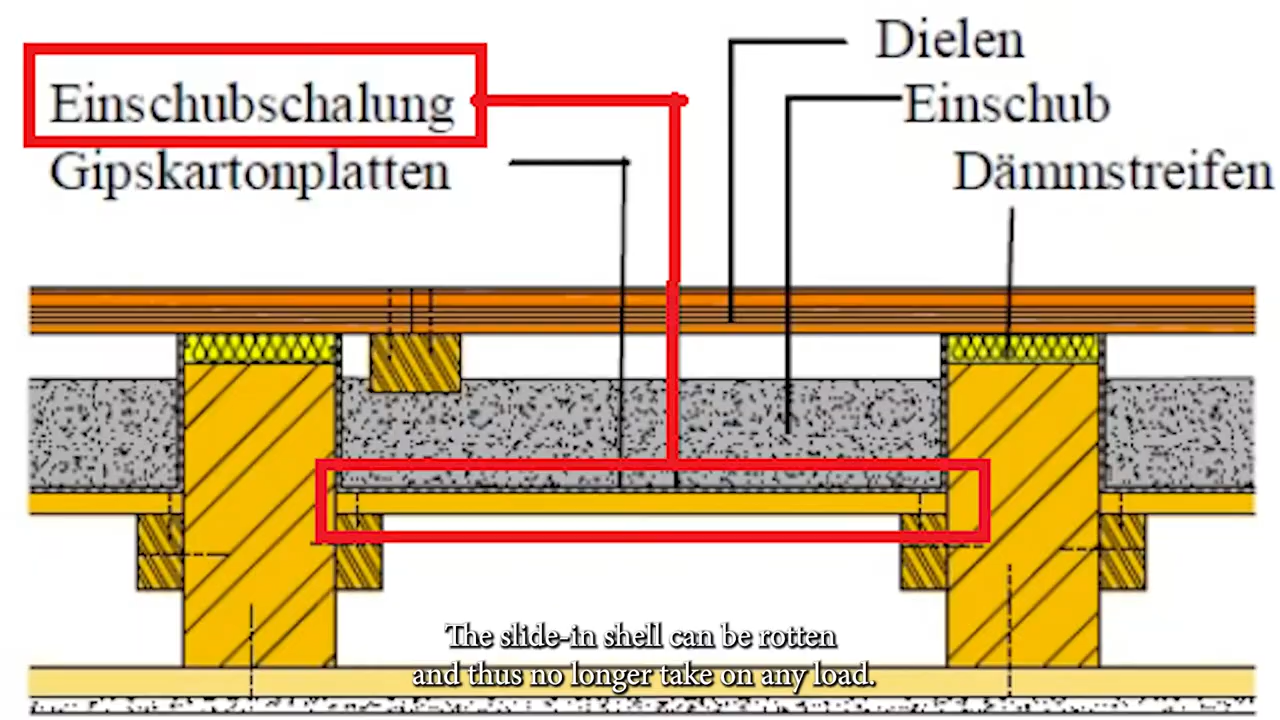 Einschubschalung
Gipskartonplatten
Dielen
Einschub
Dämmstreifen
The slide-in shell can be rotten
and thus no longer take on any load.